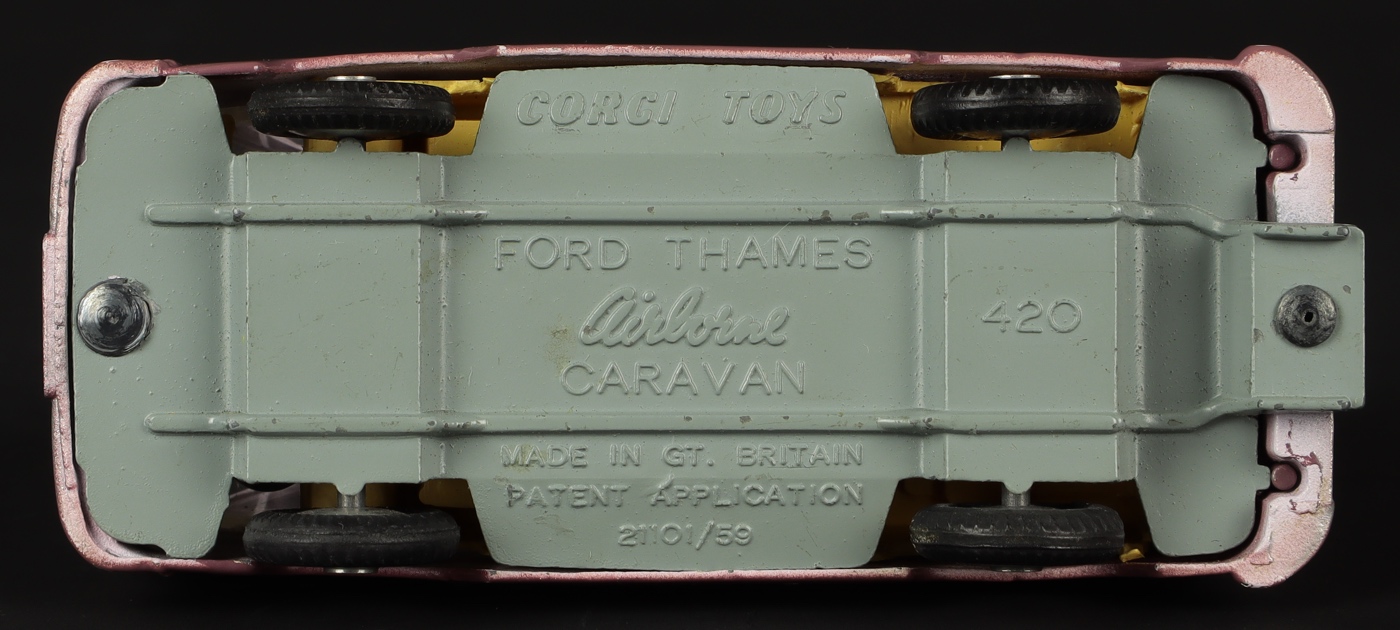 CORGI TOYS
FORD THAMES
Airborne
CARAVAN
420
MADE IN GT. BRITAIN
PATENT APPLICATION
21101/59